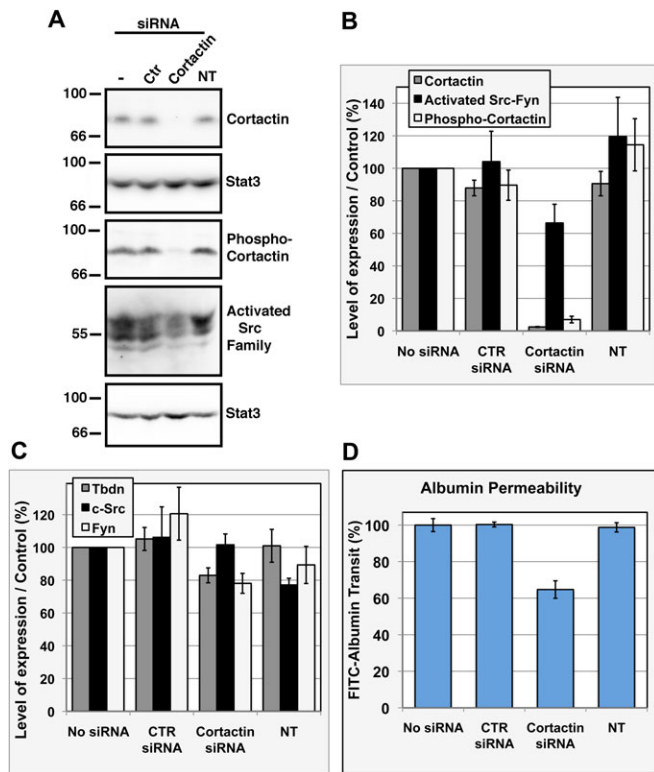 A
siRNA
- Ctr Cortactin NT
100
66
Cortactin
Stat3
100
66
Phospho-
Cortactin
55
Activated
Src
Family
100
66
Stat3
B
Cortactin
Activated Src-Fyn
Phospho-Cortactin
Level of expression / Control (%)
140
120
100
80
60
40
20
0
No siRNA
CTR
siRNA
Cortactin
siRNA
NT
C
Tbdn
c-Src
Fyn
Level of expression / Control (%)
120
100
80
60
40
20
0
No siRNA
CTR
siRNA
Cortactin
siRNA
NT
D
Albumin Permeability
FITC-Albumin Transit (%)
100
80
60
40
20
0
No siRNA
CTR
siRNA
Cortactin
siRNA
NT